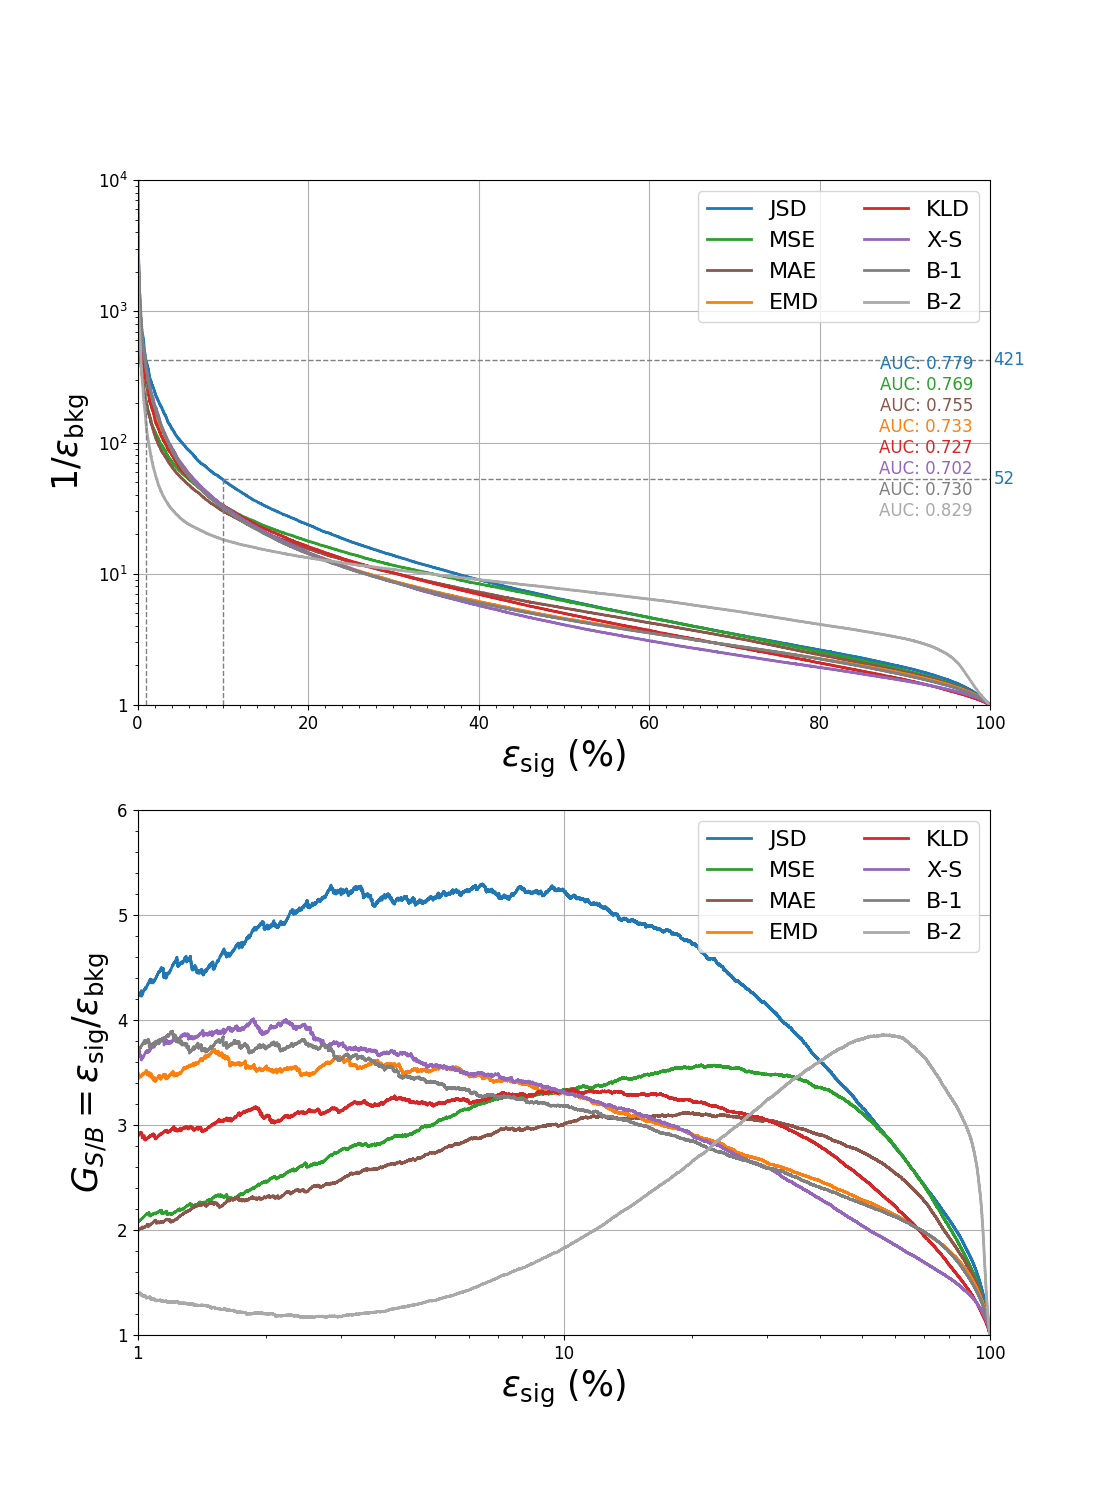 10^4
10^3
10^2
10^1
1
1/ε_bkg
JSD
MSE
MAE
EMD
KLD
X-S
B-1
B-2
421
AUC: 0.779
AUC: 0.769
AUC: 0.755
AUC: 0.733
AUC: 0.727
AUC: 0.702
52
AUC: 0.730
AUC: 0.829
0 20 40 60 80 100
ε_sig (%)
6
5
4
3
2
1
G_S/B = ε_sig/ε_bkg
JSD
MSE
MAE
EMD
KLD
X-S
B-1
B-2
1 10 100
ε_sig (%)